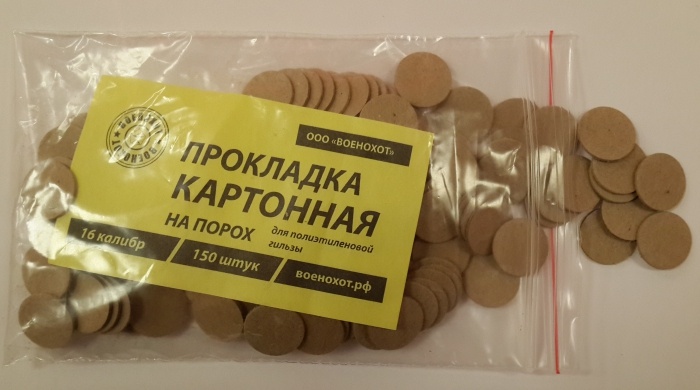 ООО «ВОЕНОХОТ»
ПРОКЛАДКА
КАРТОННАЯ
НА ПОРОХ
для полиэтиленовой
гильзы
16 калибр
150 штук
военохот.рф